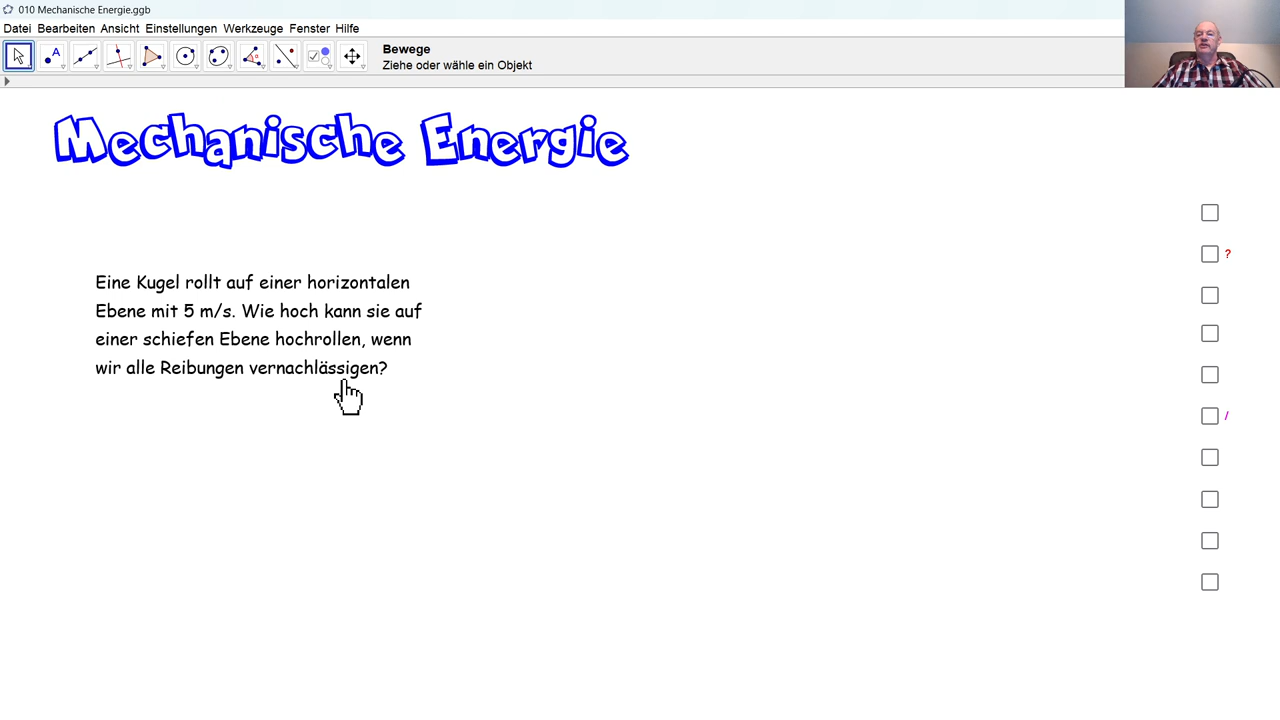 010 Mechanische Energie.ggb
Datei Bearbeiten Ansicht Einstellungen Werkzeuge Fenster Hilfe
A
Bewege
Ziehe oder wähle ein Objekt
Mechanische Energie
?
Eine Kugel rollt auf einer horizontalen
Ebene mit 5 m/s. Wie hoch kann sie auf
einer schiefen Ebene hochrollen, wenn
wir alle Reibungen vernachlässigen?
/